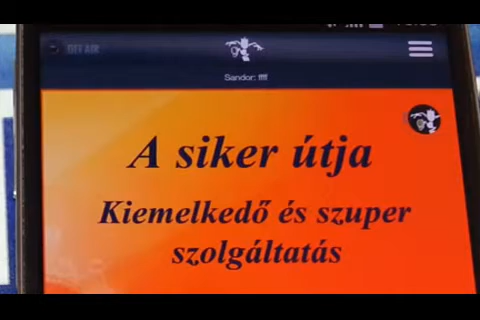 Sandor: ffff
A siker útja
Kiemelkedő és szuper
szolgáltatás